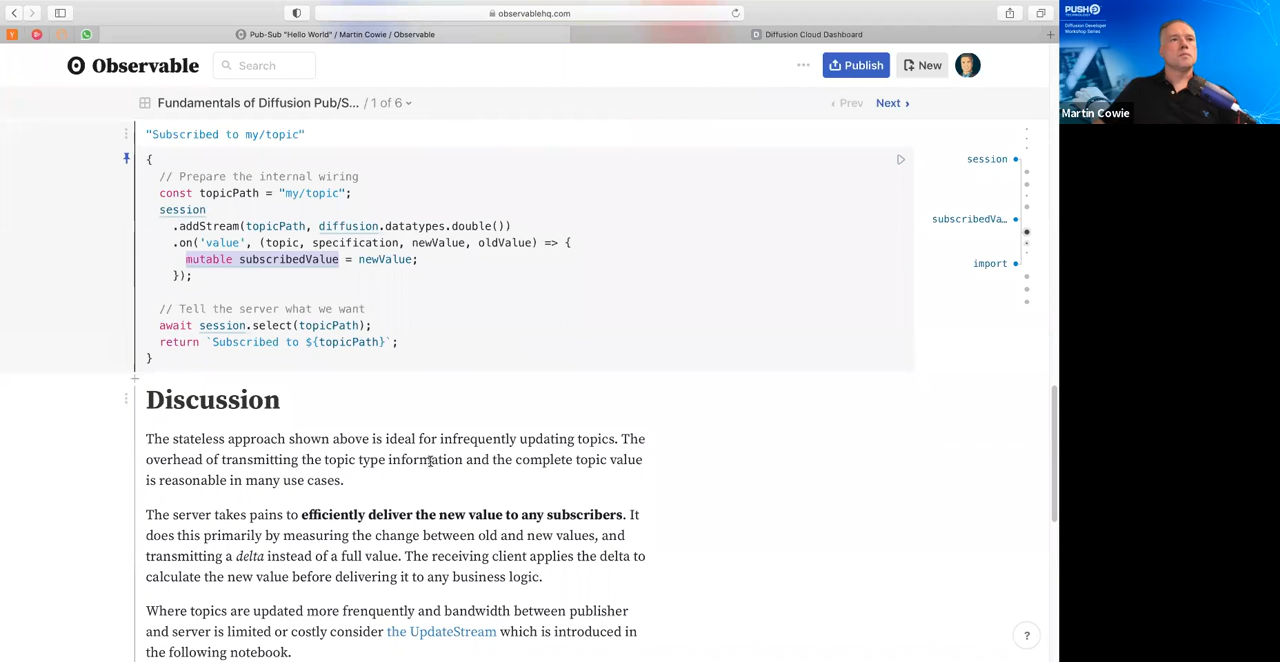 observablehq.com
Pub-Sub "Hello World" / Martin Cowie / Observable
Diffusion Cloud Dashboard
Observable
Search
Publish
New
Fundamentals of Diffusion Pub/S... / 1 of 6
‹ Prev Next ›
"Subscribed to my/topic"
{
// Prepare the internal wiring
const topicPath = "my/topic";
session
.addStream(topicPath, diffusion.datatypes.double())
.on('value', (topic, specification, newValue, oldValue) => {
mutable subscribedValue = newValue;
});
// Tell the server what we want
await session.select(topicPath);
return `Subscribed to ${topicPath}`;
}
session
subscribedVa…
import
Discussion
The stateless approach shown above is ideal for infrequently updating topics. The
overhead of transmitting the topic type information and the complete topic value
is reasonable in many use cases.
The server takes pains to efficiently deliver the new value to any subscribers. It
does this primarily by measuring the change between old and new values, and
transmitting a delta instead of a full value. The receiving client applies the delta to
calculate the new value before delivering it to any business logic.
Where topics are updated more frenquently and bandwidth between publisher
and server is limited or costly consider the UpdateStream which is introduced in
the following notebook.
?
PUSH
TECHNOLOGY
Diffusion Developer
Workshop Series
Martin Cowie